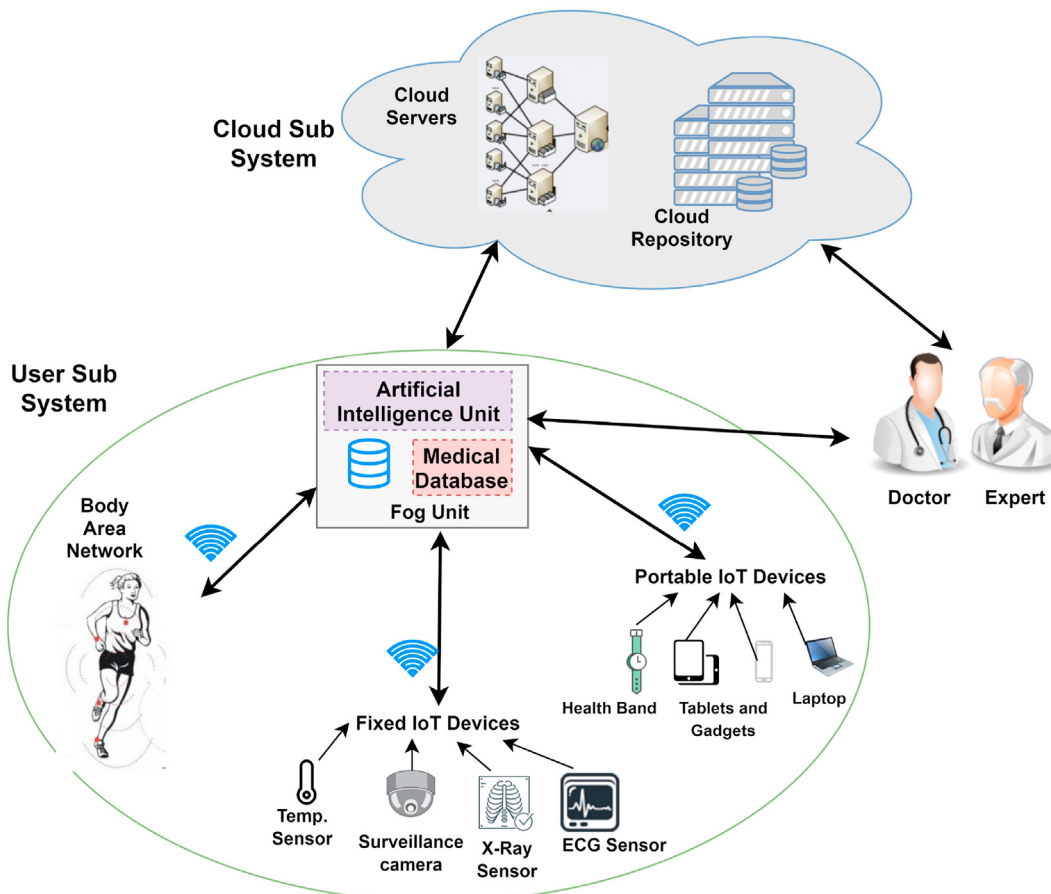 Cloud
Servers
Cloud Sub
System
Cloud
Repository
User Sub
System
Artificial
Intelligence Unit
Medical
Database
Fog Unit
Doctor
Expert
Body
Area
Network
Portable IoT Devices
Health Band
Tablets and
Gadgets
Laptop
Fixed IoT Devices
Temp.
Sensor
Surveillance
camera
X-Ray
Sensor
ECG Sensor